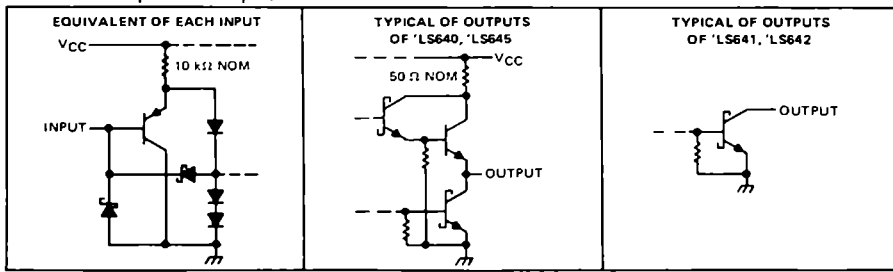 EQUIVALENT OF EACH INPUT
VCC
10 kΩ NOM
INPUT
TYPICAL OF OUTPUTS
OF 'LS640, 'LS645
VCC
50 Ω NOM
OUTPUT
TYPICAL OF OUTPUTS
OF 'LS641, 'LS642
OUTPUT